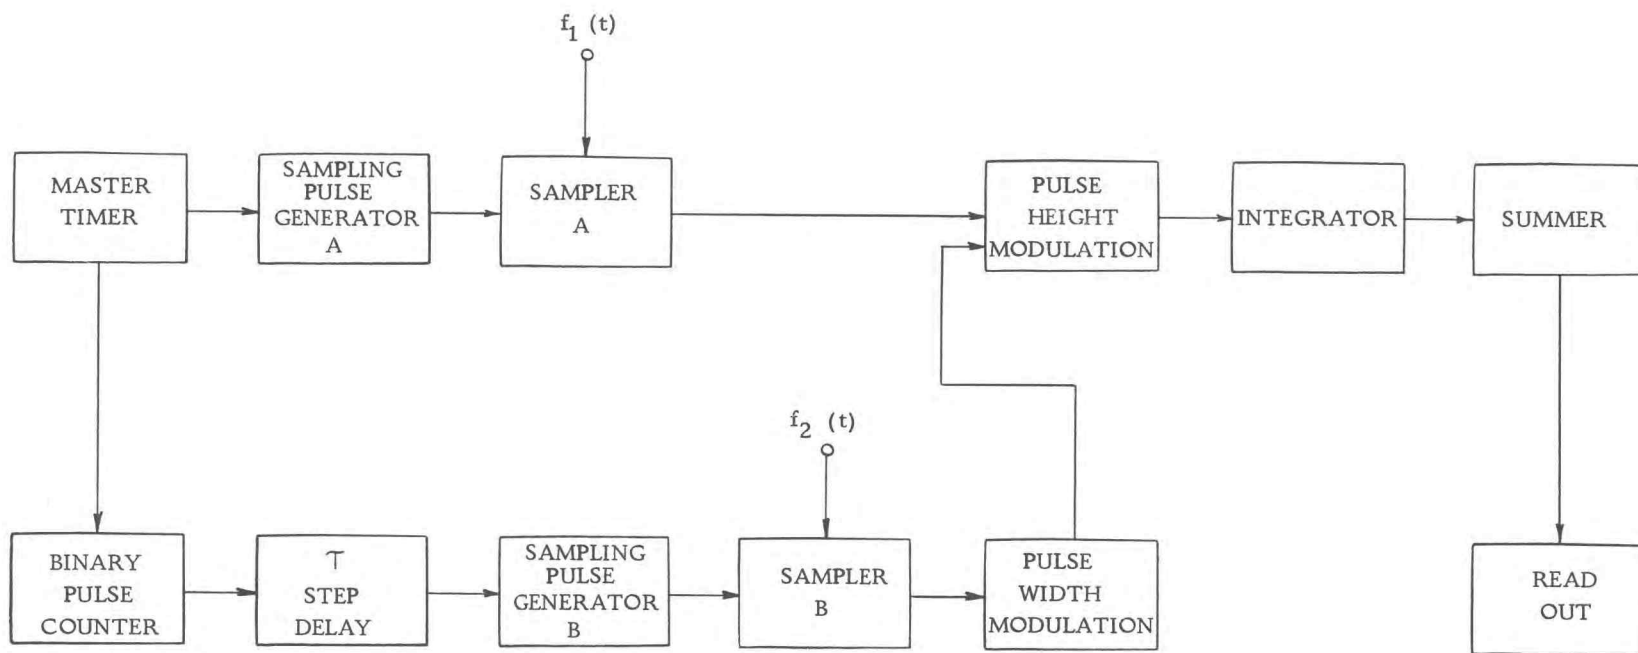 f1 (t)
MASTER
TIMER
SAMPLING
PULSE
GENERATOR
A
SAMPLER
A
PULSE
HEIGHT
MODULATION
INTEGRATOR
SUMMER
f2 (t)
BINARY
PULSE
COUNTER
τ
STEP
DELAY
SAMPLING
PULSE
GENERATOR
B
SAMPLER
B
PULSE
WIDTH
MODULATION
READ
OUT